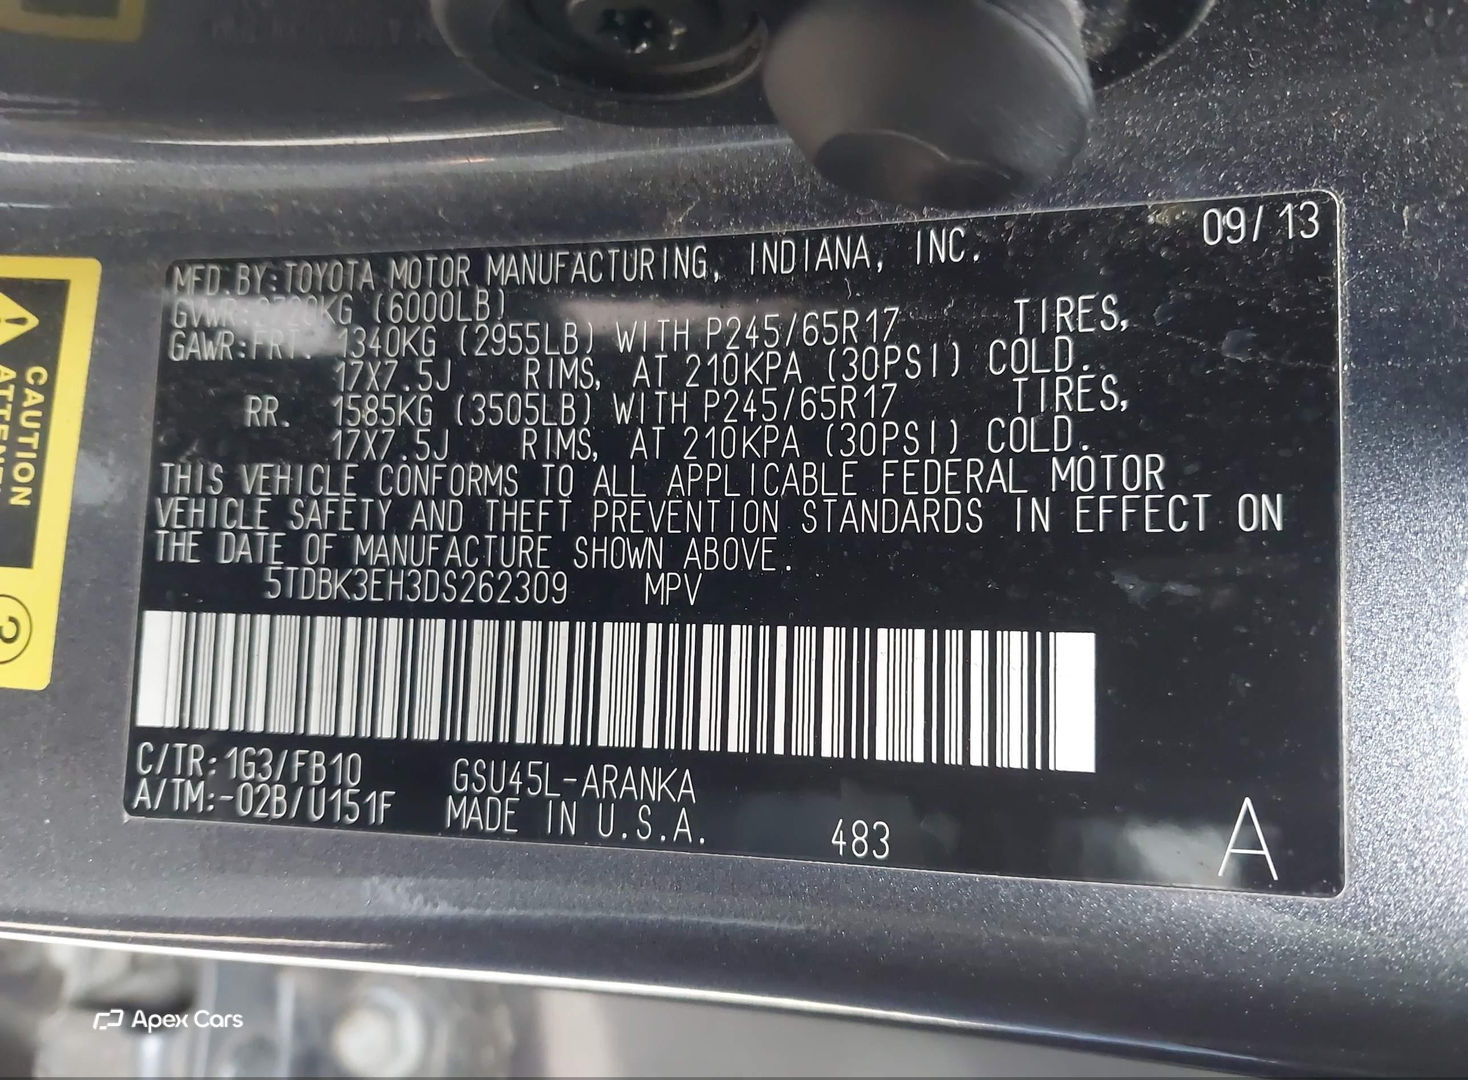 09/13
MFD.BY:TOYOTA MOTOR MANUFACTURING, INDIANA, INC.
GVWR: (6000LB)
GAWR:FRT. 1340KG (2955LB) WITH P245/65R17 TIRES,
17X7.5J RIMS, AT 210KPA (30PSI) COLD.
RR. 1585KG (3505LB) WITH P245/65R17 TIRES,
17X7.5J RIMS, AT 210KPA (30PSI) COLD.
THIS VEHICLE CONFORMS TO ALL APPLICABLE FEDERAL MOTOR
VEHICLE SAFETY AND THEFT PREVENTION STANDARDS IN EFFECT ON
THE DATE OF MANUFACTURE SHOWN ABOVE.
5TDBK3EH3DS262309 MPV
C/TR:1G3/FB10 GSU45L-ARANKA
A/TM:-02B/U151F MADE IN U.S.A.
483
A
CAUTION
Apex Cars